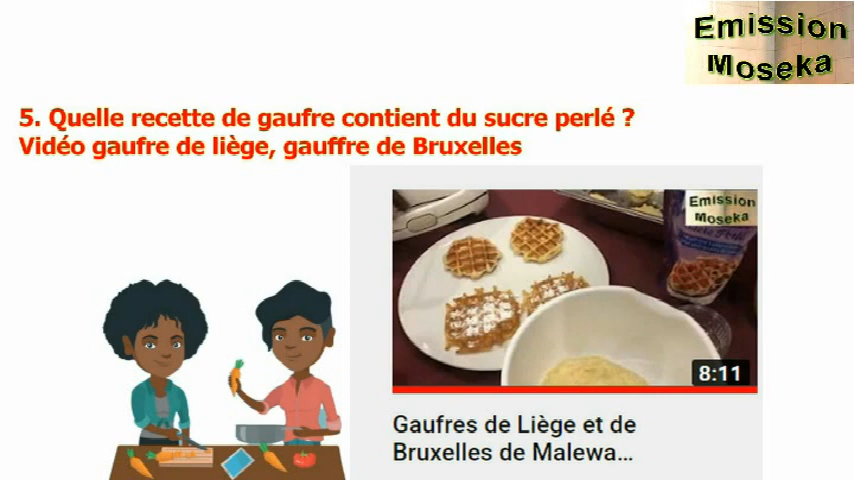 Emission
Moseka
5. Quelle recette de gaufre contient du sucre perlé ?
Vidéo gaufre de liège, gauffre de Bruxelles
Emission
Moseka
8:11
Gaufres de Liège et de
Bruxelles de Malewa...